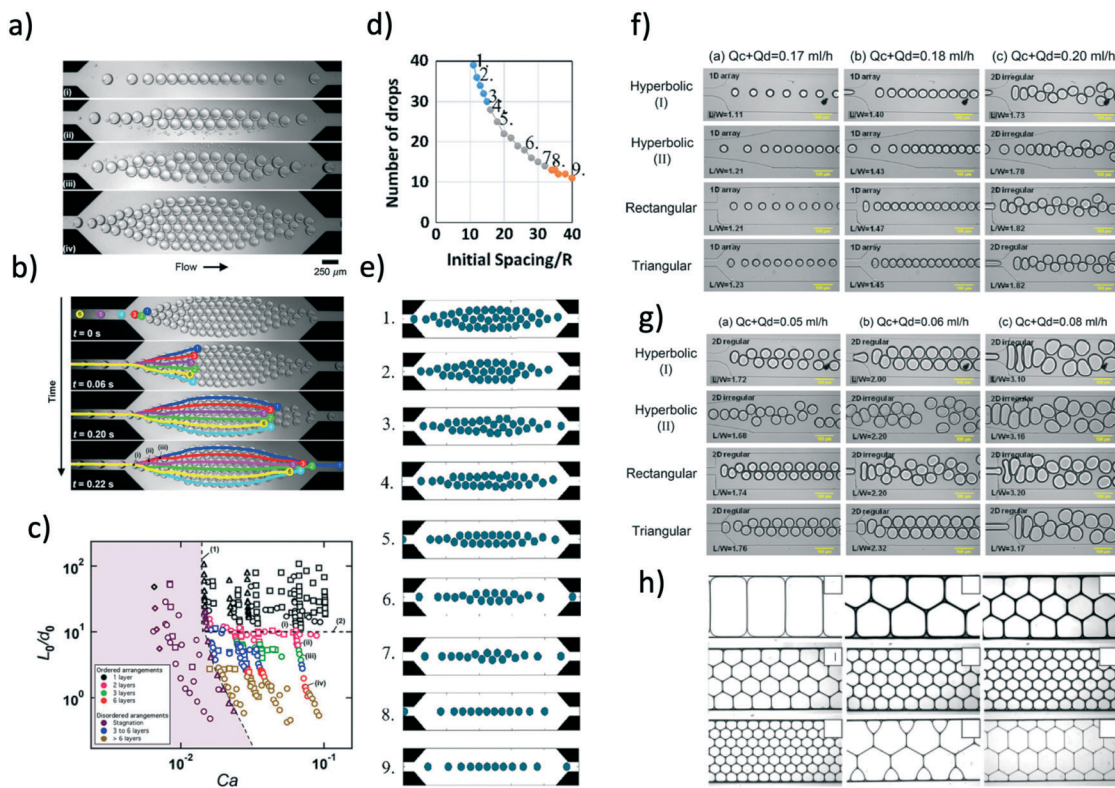 a)
(i)
(ii)
(iii)
(iv)
Flow
250 µm
b)
Time
t = 0 s
t = 0.06 s
t = 0.20 s
(i) (ii) (iii)
t = 0.22 s
c)
L₀/d₀
10²
10¹
10⁰
(1)
(2)
(i)
(ii)
(iii)
(iv)
Ordered arrangements
1 layer
2 layers
3 layers
6 layers
Disordered arrangements
Stagnation
3 to 6 layers
> 6 layers
10⁻²
10⁻¹
Ca
d)
Number of drops
40
30
20
10
0
1.
2.
3.
4.
5.
6.
7.
8.
9.
0 10 20 30 40
Initial Spacing/R
e)
1.
2.
3.
4.
5.
6.
7.
8.
9.
f)
(a) Qc+Qd=0.17 ml/h (b) Qc+Qd=0.18 ml/h (c) Qc+Qd=0.20 ml/h
Hyperbolic
(I)
1D array 1D array 2D irregular
L/W=1.11 L/W=1.40 L/W=1.73
Hyperbolic
(II)
1D array 1D array 2D irregular
L/W=1.21 L/W=1.43 L/W=1.78
Rectangular
1D array 1D array 2D irregular
L/W=1.21 L/W=1.47 L/W=1.82
Triangular
1D array 1D array 2D regular
L/W=1.23 L/W=1.45 L/W=1.82
g)
(a) Qc+Qd=0.05 ml/h (b) Qc+Qd=0.06 ml/h (c) Qc+Qd=0.08 ml/h
Hyperbolic
(I)
2D regular 2D regular 2D irregular
L/W=1.72 L/W=2.00 L/W=3.10
Hyperbolic
(II)
2D irregular 2D irregular 2D irregular
L/W=1.68 L/W=2.20 L/W=3.16
Rectangular
2D regular 2D irregular 2D irregular
L/W=1.74 L/W=2.20 L/W=3.20
Triangular
2D regular 2D regular 2D irregular
L/W=1.76 L/W=2.32 L/W=3.17
h)